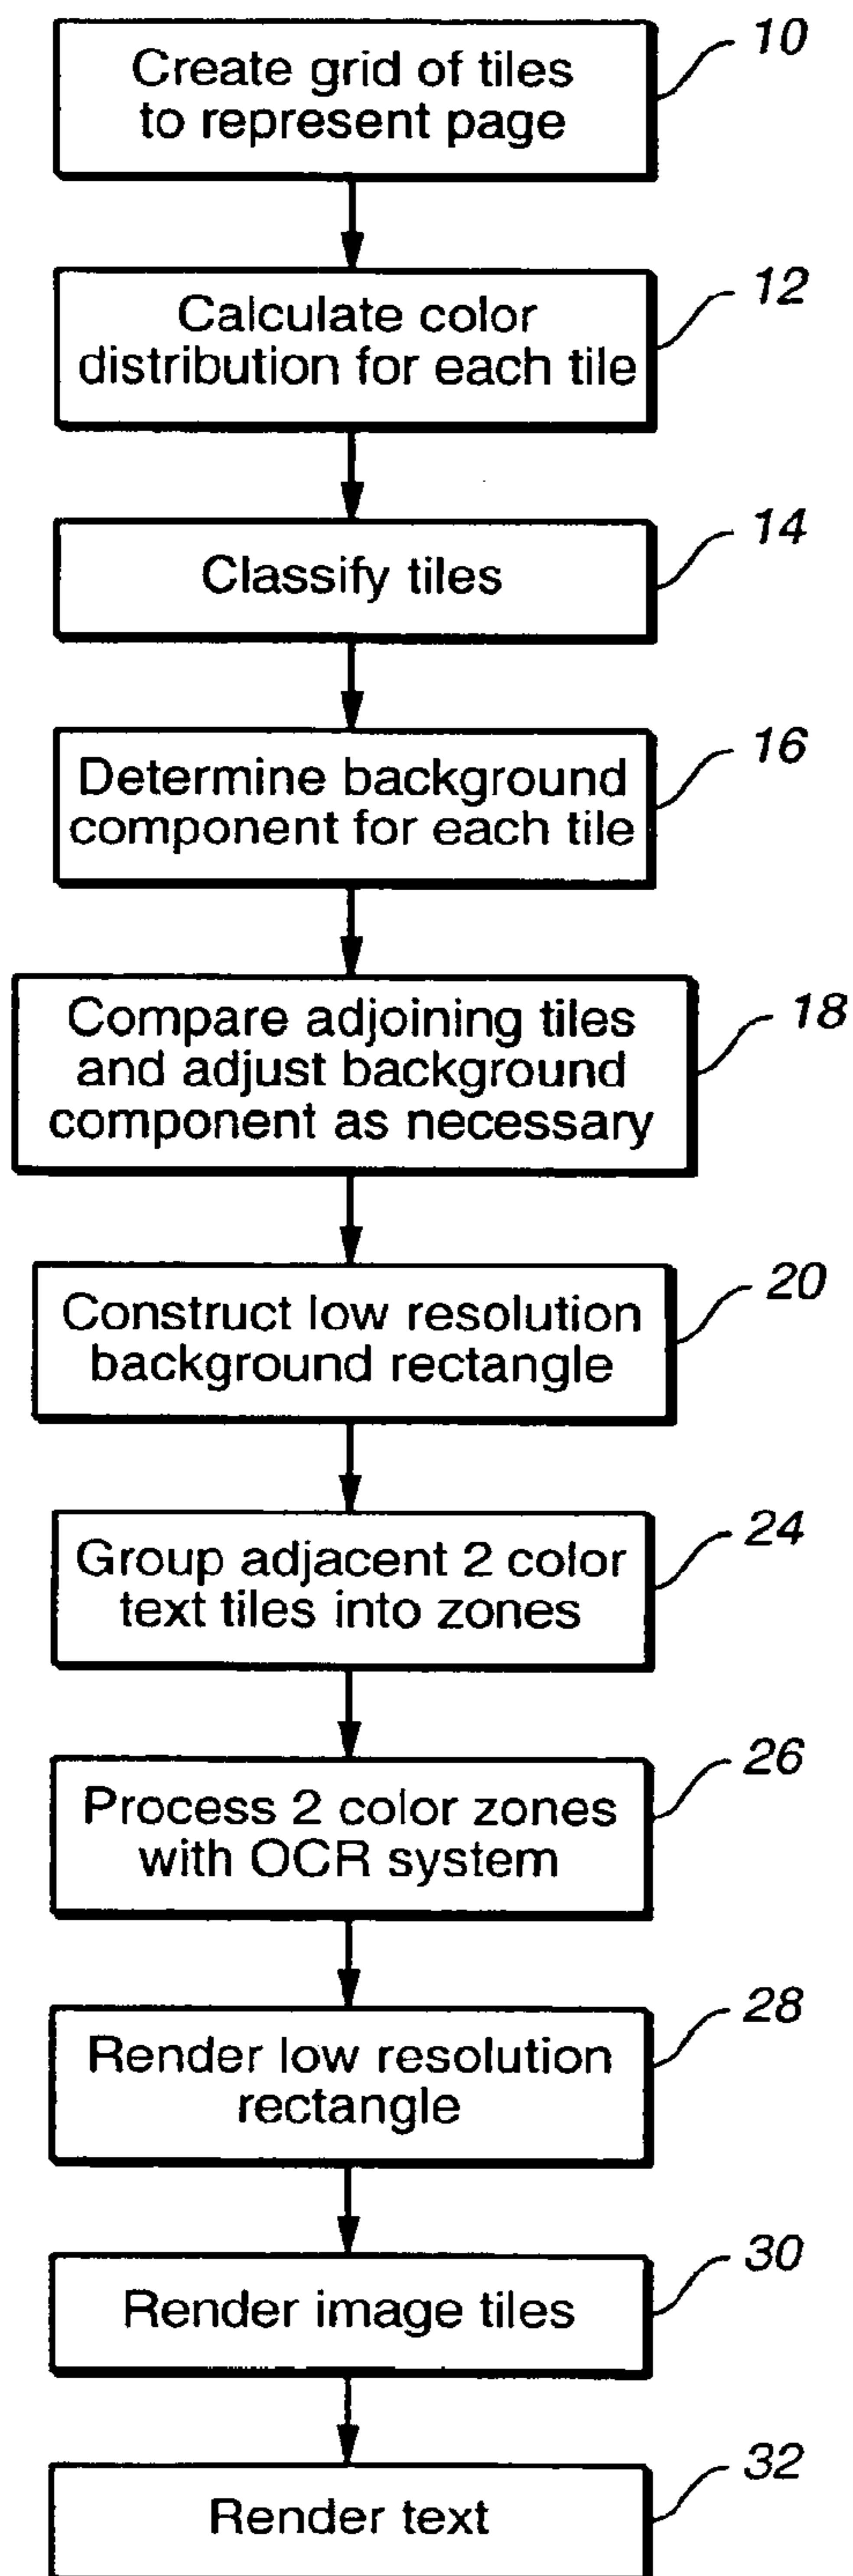 Create grid of tiles
to represent page
10
Calculate color
distribution for each tile
12
Classify tiles
14
Determine background
component for each tile
16
Compare adjoining tiles
and adjust background
component as necessary
18
Construct low resolution
background rectangle
20
Group adjacent 2 color
text tiles into zones
24
Process 2 color zones
with OCR system
26
Render low resolution
rectangle
28
Render image tiles
30
Render text
32